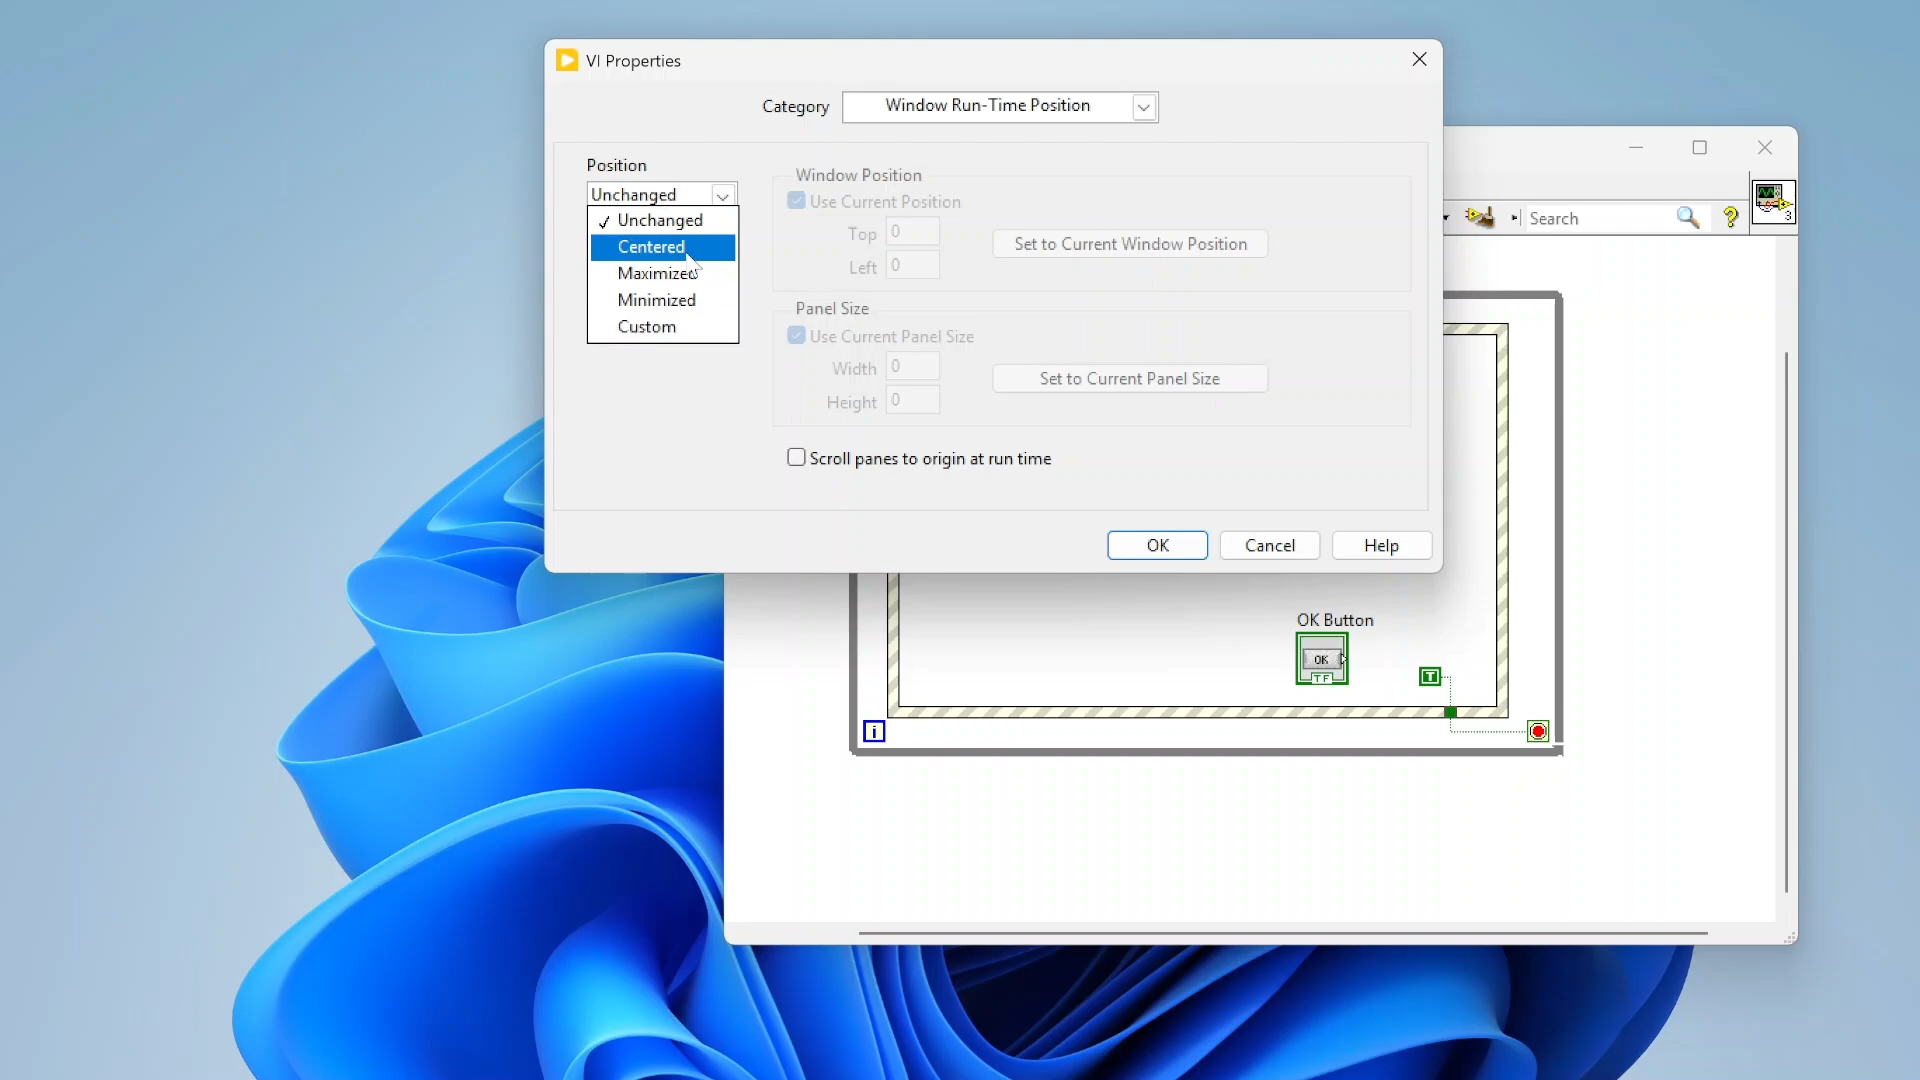 VI Properties
Category
Window Run-Time Position
Position
Unchanged
✓ Unchanged
Centered
Maximized
Minimized
Custom
Window Position
Use Current Position
Top 0
Left 0
Set to Current Window Position
Panel Size
Use Current Panel Size
Width 0
Height 0
Set to Current Panel Size
Scroll panes to origin at run time
OK
Cancel
Help
Search
?
3
OK Button
OK
TF
T
i